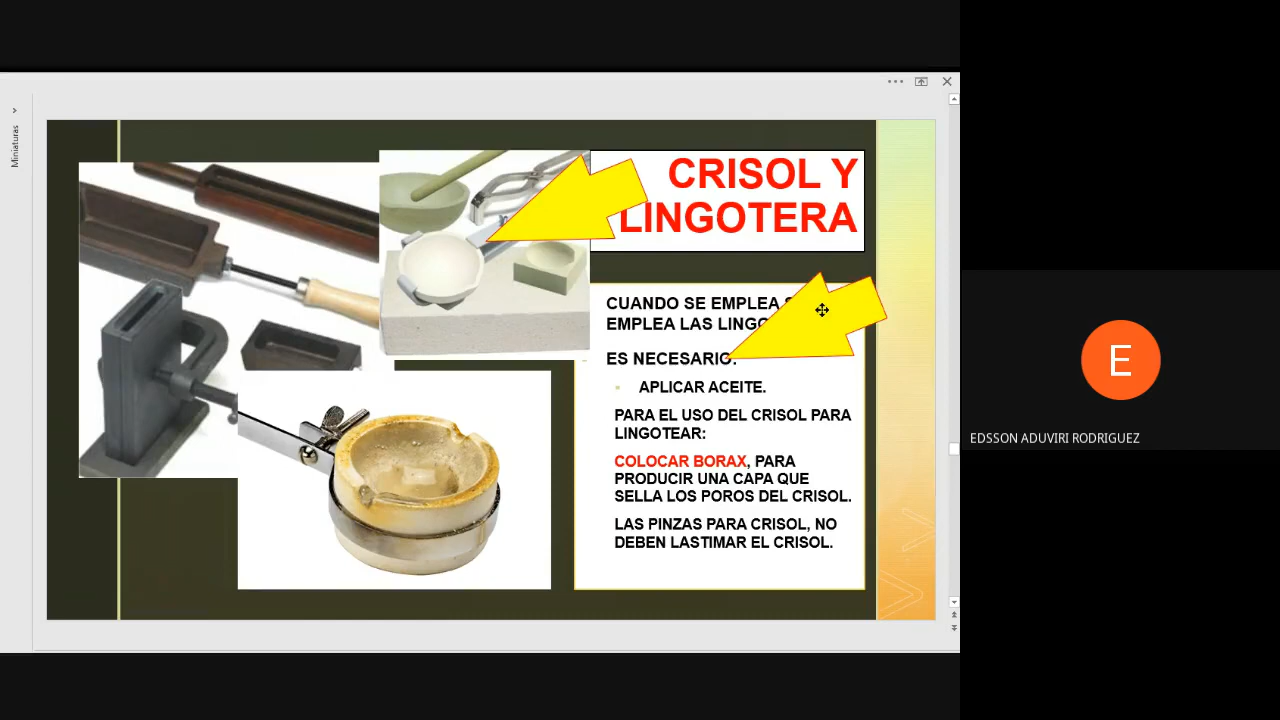 Miniaturas
CRISOL Y
LINGOTERA
CUANDO SE EMPLEA
EMPLEA LAS
ES NECESARIO:
APLICAR ACEITE.
PARA EL USO DEL CRISOL PARA
LINGOTEAR:
COLOCAR BORAX, PARA
PRODUCIR UNA CAPA QUE
SELLA LOS POROS DEL CRISOL.
LAS PINZAS PARA CRISOL, NO
DEBEN LASTIMAR EL CRISOL.
E
EDSSON ADUVIRI RODRIGUEZ